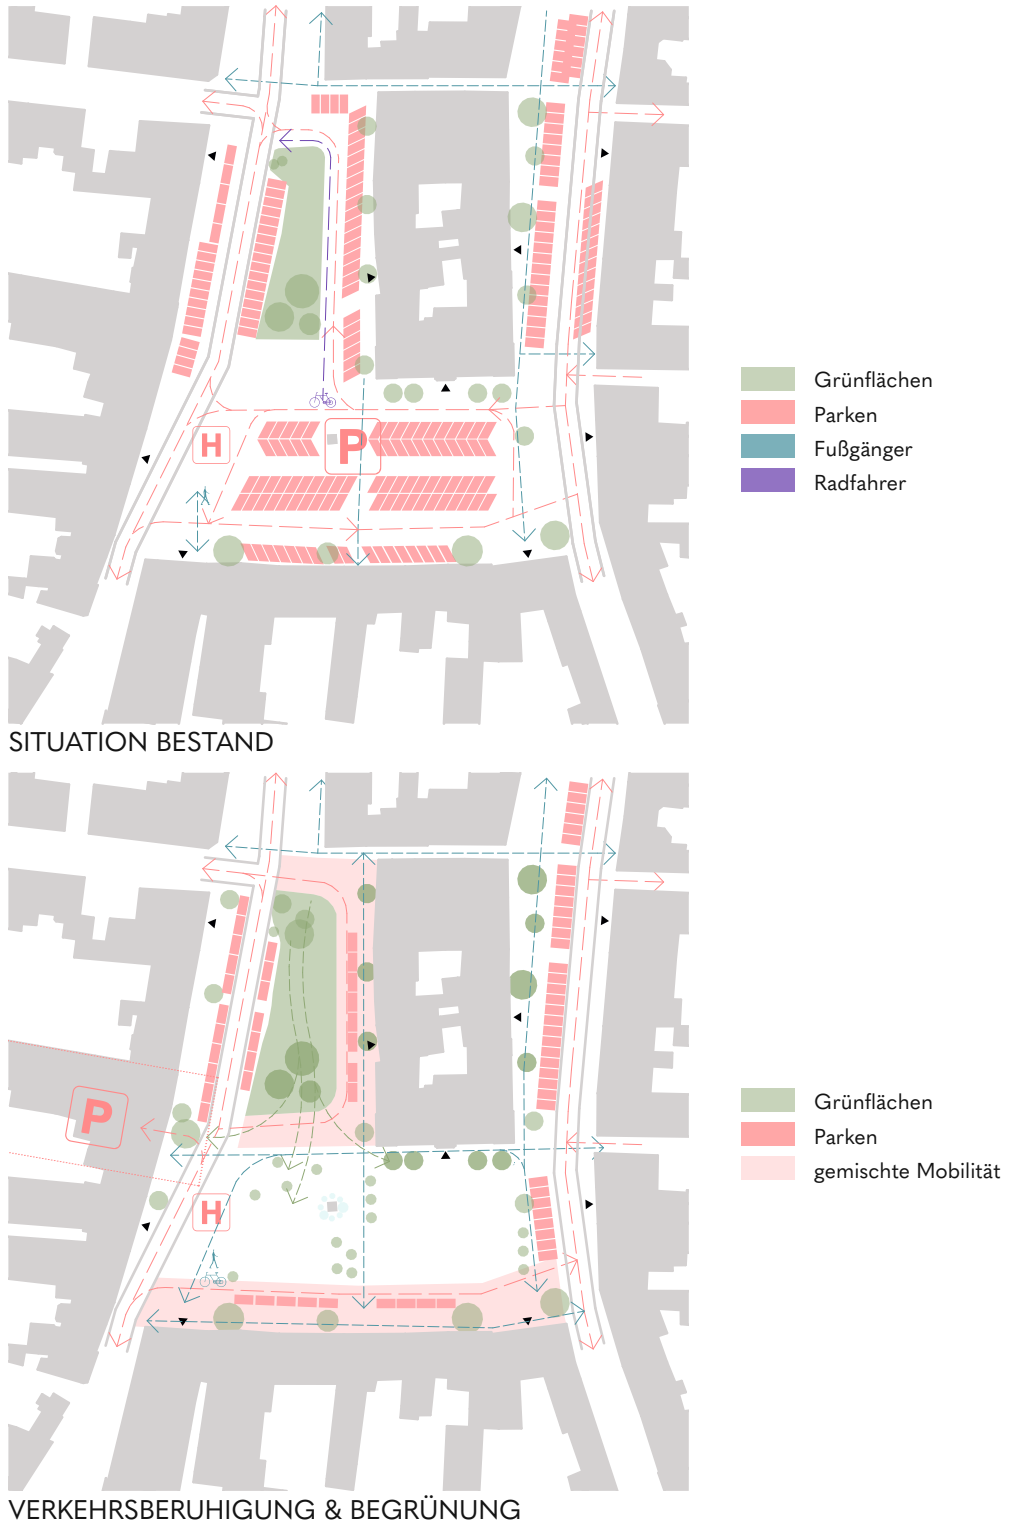 Grünflächen
Parken
Fußgänger
Radfahrer
H
P
SITUATION BESTAND
P
H
Grünflächen
Parken
gemischte Mobilität
VERKEHRSBERUHIGUNG & BEGRÜNUNG